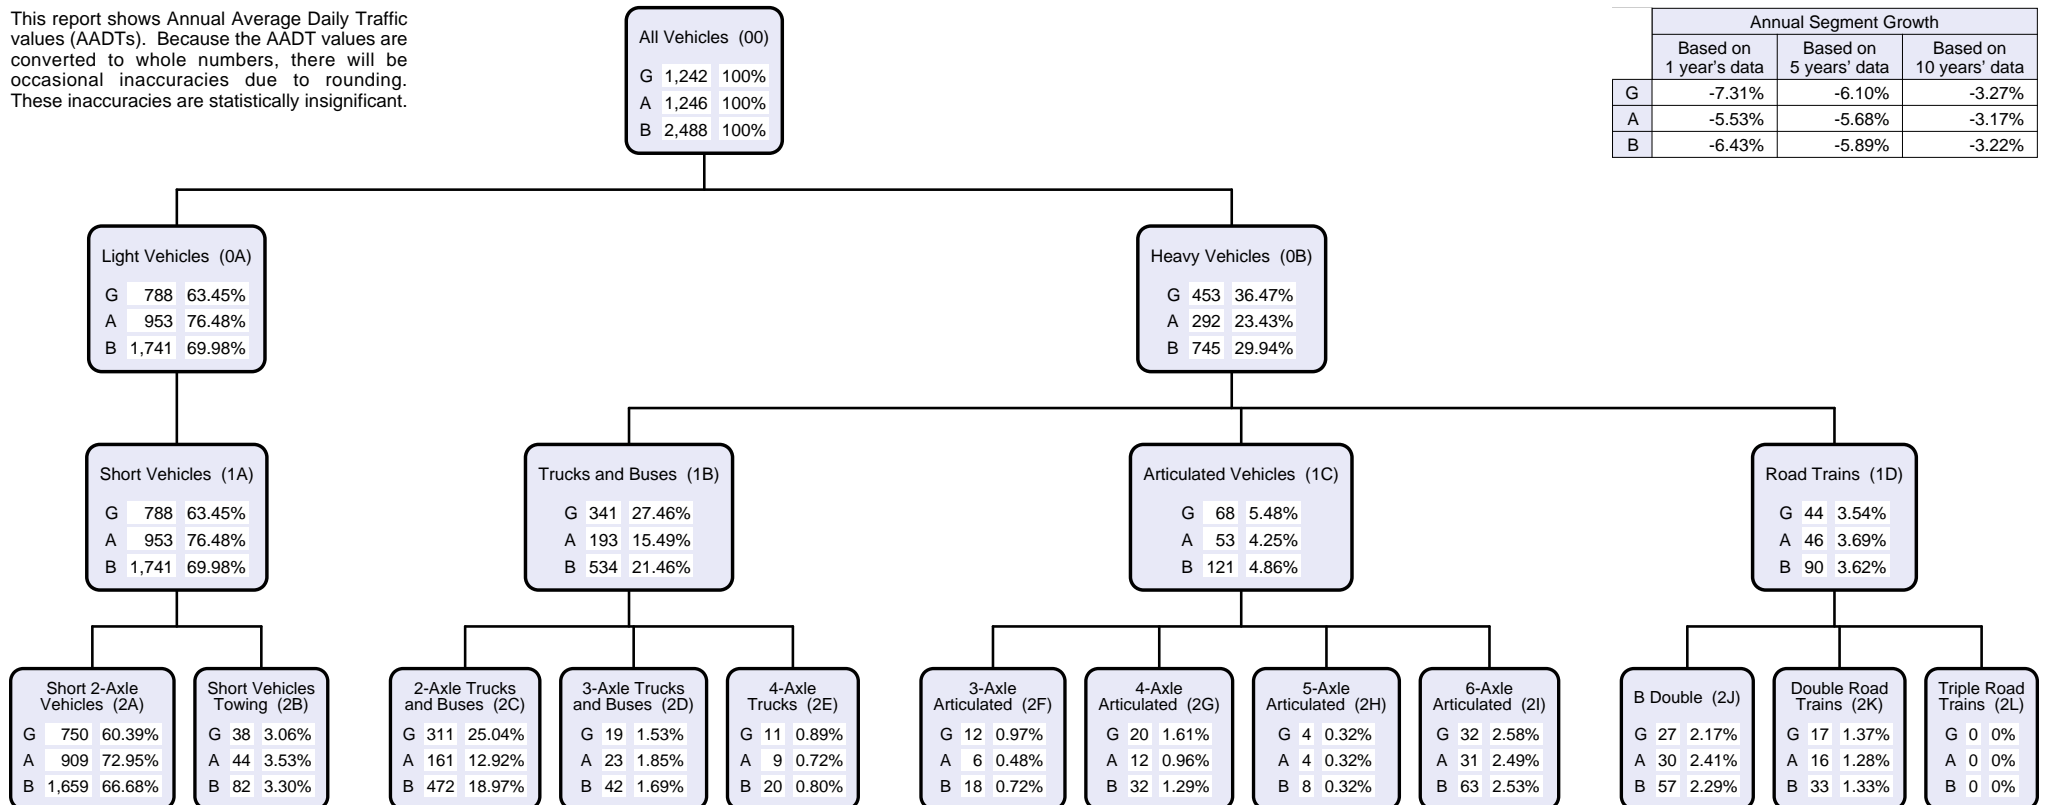 This report shows Annual Average Daily Traffic
values (AADTs). Because the AADT values are
converted to whole numbers, there will be
occasional inaccuracies due to rounding.
These inaccuracies are statistically insignificant.
All Vehicles (00)
G 1,242 100%
A 1,246 100%
B 2,488 100%
Annual Segment Growth
Based on 1 year's data Based on 5 years' data Based on 10 years' data
G -7.31% -6.10% -3.27%
A -5.53% -5.68% -3.17%
B -6.43% -5.89% -3.22%
Light Vehicles (0A)
G 788 63.45%
A 953 76.48%
B 1,741 69.98%
Heavy Vehicles (0B)
G 453 36.47%
A 292 23.43%
B 745 29.94%
Short Vehicles (1A)
G 788 63.45%
A 953 76.48%
B 1,741 69.98%
Trucks and Buses (1B)
G 341 27.46%
A 193 15.49%
B 534 21.46%
Articulated Vehicles (1C)
G 68 5.48%
A 53 4.25%
B 121 4.86%
Road Trains (1D)
G 44 3.54%
A 46 3.69%
B 90 3.62%
Short 2-Axle
Vehicles (2A)
G 750 60.39%
A 909 72.95%
B 1,659 66.68%
Short Vehicles
Towing (2B)
G 38 3.06%
A 44 3.53%
B 82 3.30%
2-Axle Trucks
and Buses (2C)
G 311 25.04%
A 161 12.92%
B 472 18.97%
3-Axle Trucks
and Buses (2D)
G 19 1.53%
A 23 1.85%
B 42 1.69%
4-Axle
Trucks (2E)
G 11 0.89%
A 9 0.72%
B 20 0.80%
3-Axle
Articulated (2F)
G 12 0.97%
A 6 0.48%
B 18 0.72%
4-Axle
Articulated (2G)
G 20 1.61%
A 12 0.96%
B 32 1.29%
5-Axle
Articulated (2H)
G 4 0.32%
A 4 0.32%
B 8 0.32%
6-Axle
Articulated (2I)
G 32 2.58%
A 31 2.49%
B 63 2.53%
B Double (2J)
G 27 2.17%
A 30 2.41%
B 57 2.29%
Double Road
Trains (2K)
G 17 1.37%
A 16 1.28%
B 33 1.33%
Triple Road
Trains (2L)
G 0 0%
A 0 0%
B 0 0%